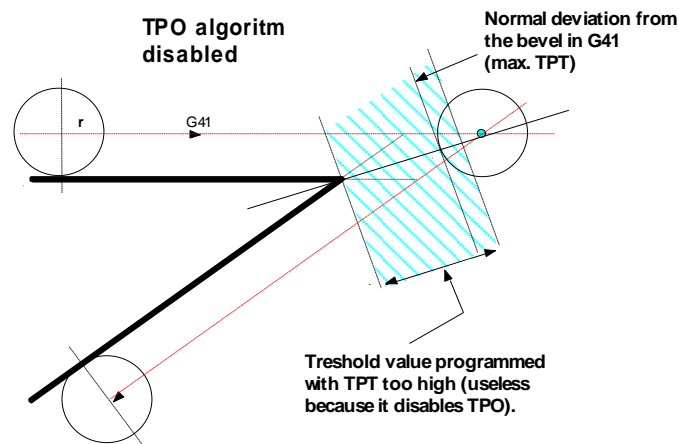 TPO algoritm
disabled
Normal deviation from
the bevel in G41
(max. TPT)
r
G41
Treshold value programmed
with TPT too high (useless
because it disables TPO).